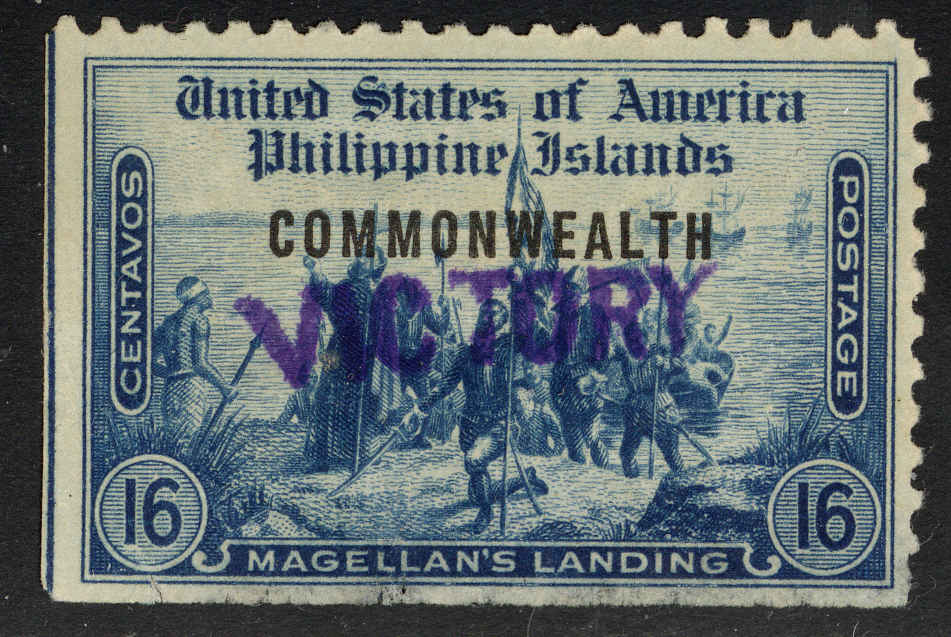 United States of America
Philippine Islands
CENTAVOS
POSTAGE
COMMONWEALTH
VICTORY
16
16
MAGELLAN'S LANDING